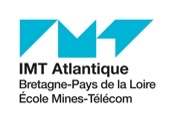 IMT Atlantique
Bretagne-Pays de la Loire
École Mines-Télécom